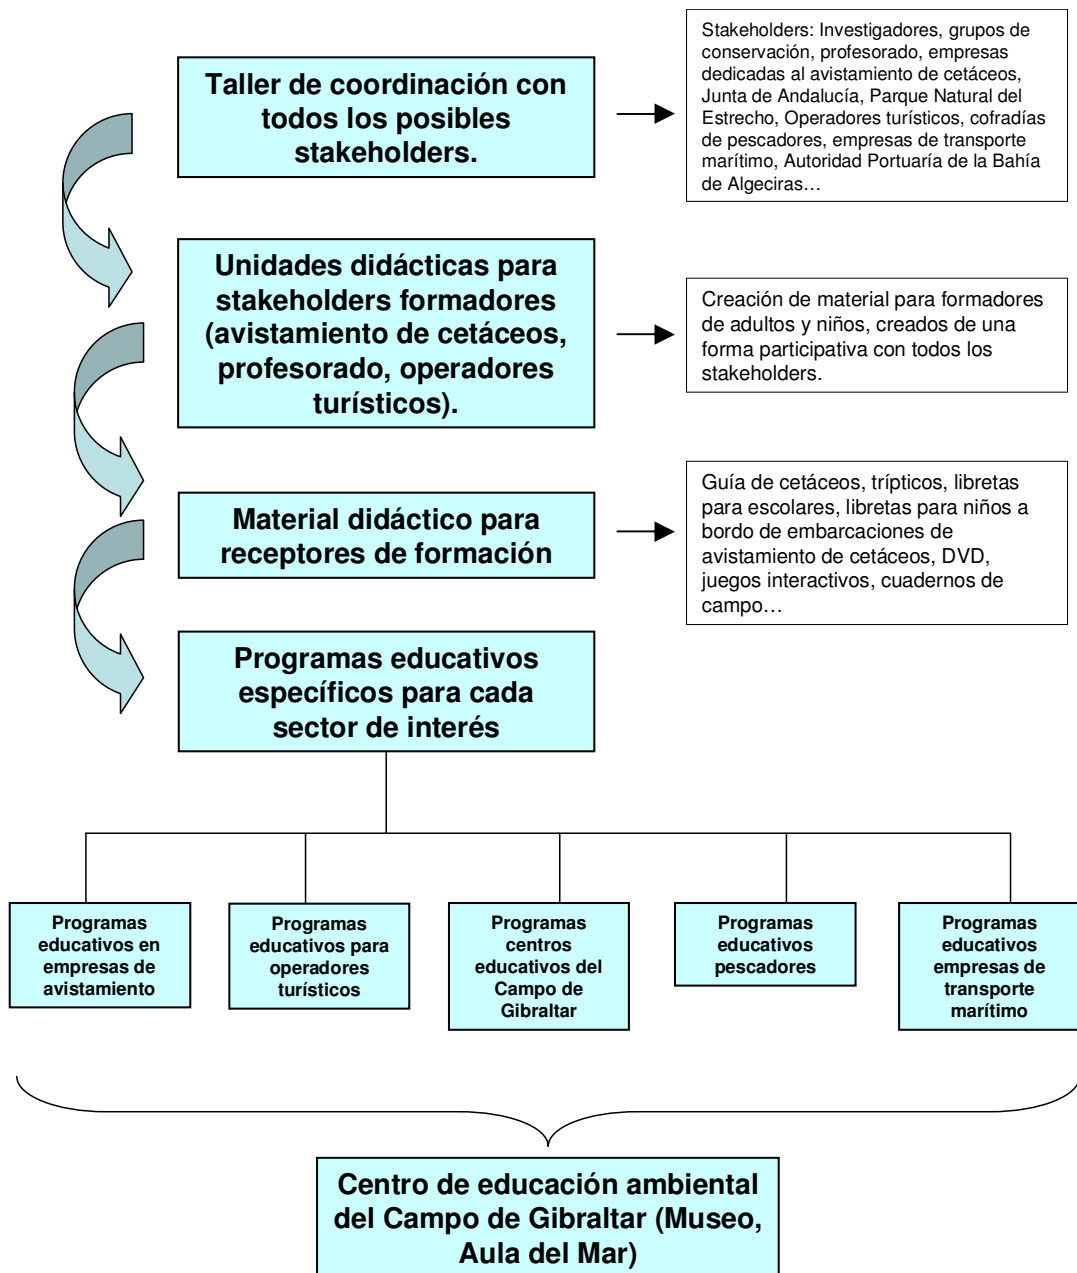 Taller de coordinación con
todos los posibles
stakeholders.
Stakeholders: Investigadores, grupos de
conservación, profesorado, empresas
dedicadas al avistamiento de cetáceos,
Junta de Andalucía, Parque Natural del
Estrecho, Operadores turísticos, cofradías
de pescadores, empresas de transporte
marítimo, Autoridad Portuaría de la Bahía
de Algeciras…
Unidades didácticas para
stakeholders formadores
(avistamiento de cetáceos,
profesorado, operadores
turísticos).
Creación de material para formadores
de adultos y niños, creados de una
forma participativa con todos los
stakeholders.
Material didáctico para
receptores de formación
Guía de cetáceos, trípticos, libretas
para escolares, libretas para niños a
bordo de embarcaciones de
avistamiento de cetáceos, DVD,
juegos interactivos, cuadernos de
campo…
Programas educativos
específicos para cada
sector de interés
Programas
educativos en
empresas de
avistamiento
Programas
educativos para
operadores
turísticos
Programas
centros
educativos del
Campo de
Gibraltar
Programas
educativos
pescadores
Programas
educativos
empresas de
transporte
marítimo
Centro de educación ambiental
del Campo de Gibraltar (Museo,
Aula del Mar)